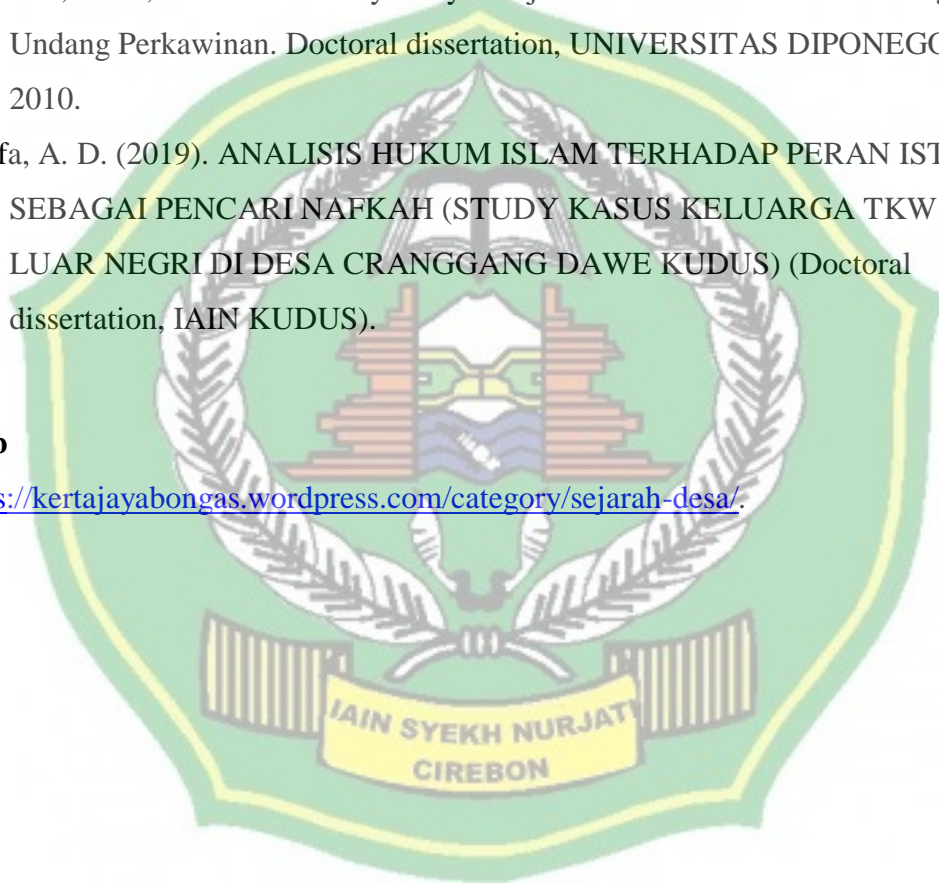 Undang Perkawinan. Doctoral dissertation, UNIVERSITAS DIPONEGO
2010.
fa, A. D. (2019). ANALISIS HUKUM ISLAM TERHADAP PERAN IST
SEBAGAI PENCARI NAFKAH (STUDY KASUS KELUARGA TKW
LUAR NEGRI DI DESA CRANGGANG DAWE KUDUS) (Doctoral
dissertation, IAIN KUDUS).
s://kertajayabongas.wordpress.com/category/sejarah-desa/.
IAIN SYEKH NURJATI
CIREBON